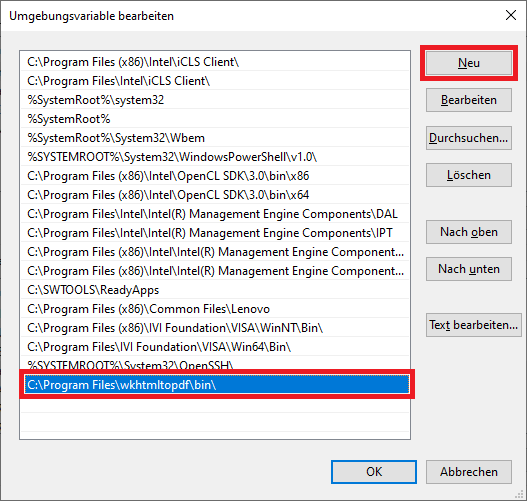 Umgebungsvariable bearbeiten
C:\Program Files (x86)\Intel\iCLS Client\
C:\Program Files\Intel\iCLS Client\
%SystemRoot%\system32
%SystemRoot%
%SystemRoot%\System32\Wbem
%SYSTEMROOT%\System32\WindowsPowerShell\v1.0\
C:\Program Files (x86)\Intel\OpenCL SDK\3.0\bin\x86
C:\Program Files (x86)\Intel\OpenCL SDK\3.0\bin\x64
C:\Program Files\Intel\Intel(R) Management Engine Components\DAL
C:\Program Files\Intel\Intel(R) Management Engine Components\IPT
C:\Program Files (x86)\Intel\Intel(R) Management Engine Component...
C:\Program Files (x86)\Intel\Intel(R) Management Engine Component...
C:\SWTOOLS\ReadyApps
C:\Program Files (x86)\Common Files\Lenovo
C:\Program Files (x86)\IVI Foundation\VISA\WinNT\Bin\
C:\Program Files\IVI Foundation\VISA\Win64\Bin\
%SYSTEMROOT%\System32\OpenSSH\
C:\Program Files\wkhtmltopdf\bin\
Neu
Bearbeiten
Durchsuchen...
Löschen
Nach oben
Nach unten
Text bearbeiten...
OK
Abbrechen